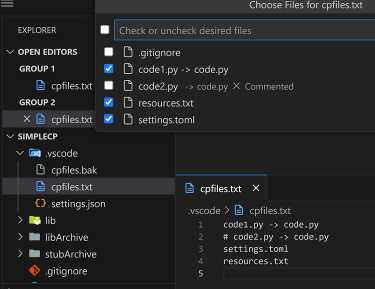 Choose Files for cpfiles.txt
EXPLORER
Check or uncheck desired files
OPEN EDITORS
GROUP 1
cpfiles.txt
GROUP 2
cpfiles.txt
.gitignore
code1.py -> code.py
code2.py -> code.py × Commented
resources.txt
settings.toml
SIMPLECP
.vscode
cpfiles.bak
cpfiles.txt
settings.json
lib
libArchive
stubArchive
.gitignore
cpfiles.txt
.vscode > cpfiles.txt
1 code1.py -> code.py
2 # code2.py -> code.py
3 settings.toml
4 resources.txt
5